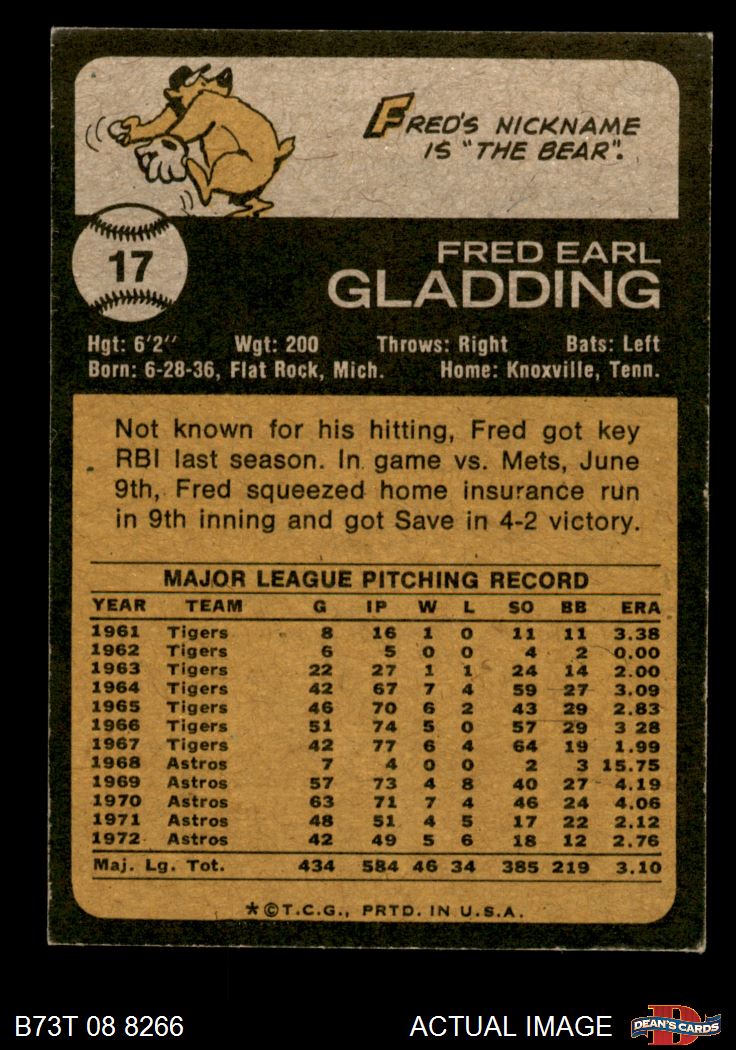 FRED'S NICKNAME
IS "THE BEAR".
17
FRED EARL
GLADDING
Hgt: 6'2" Wgt: 200 Throws: Right Bats: Left
Born: 6-28-36, Flat Rock, Mich. Home: Knoxville, Tenn.
Not known for his hitting, Fred got key
RBI last season. In game vs. Mets, June
9th, Fred squeezed home insurance run
in 9th inning and got Save in 4-2 victory.
MAJOR LEAGUE PITCHING RECORD
YEAR TEAM G IP W L SO BB ERA
1961 Tigers 8 16 1 0 11 11 3.38
1962 Tigers 6 5 0 0 4 2 0.00
1963 Tigers 22 27 1 1 24 14 2.00
1964 Tigers 42 67 7 4 59 27 3.09
1965 Tigers 46 70 6 2 43 29 2.83
1966 Tigers 51 74 5 0 57 29 3 28
1967 Tigers 42 77 6 4 64 19 1.99
1968 Astros 7 4 0 0 2 3 15.75
1969 Astros 57 73 4 8 40 27 4.19
1970 Astros 63 71 7 4 46 24 4.06
1971 Astros 48 51 4 5 17 22 2.12
1972 Astros 42 49 5 6 18 12 2.76
Maj. Lg. Tot. 434 584 46 34 385 219 3.10
*©T.C.G., PRTD. IN U.S.A.
B73T 08 8266 ACTUAL IMAGE D DEAN'S CARDS